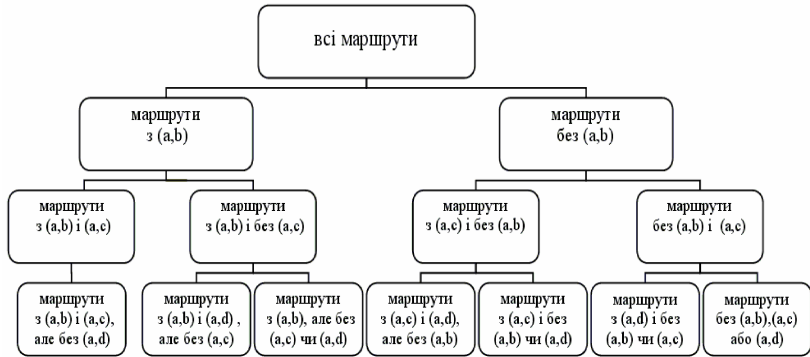 всі маршрути
маршрути
з (a,b)
маршрути
без (a,b)
маршрути
з (a,b) і (a,c)
маршрути
з (a,b) і без (a,c)
маршрути
з (a,c) і без (a,b)
маршрути
без (a,b) і (a,c)
маршрути
з (a,b) і (a,c),
але без (a,d)
маршрути
з (a,b) і (a,d) ,
але без (a,c)
маршрути
з (a,b), але без
(a,c) чи (a,d)
маршрути
з (a,c) і (a,d),
але без (a,b)
маршрути
з (a,c) і без
(a,b) чи (a,d)
маршрути
з (a,d) і без
(a,b) чи (a,c)
маршрути
без (a,b),(a,c)
або (a,d)